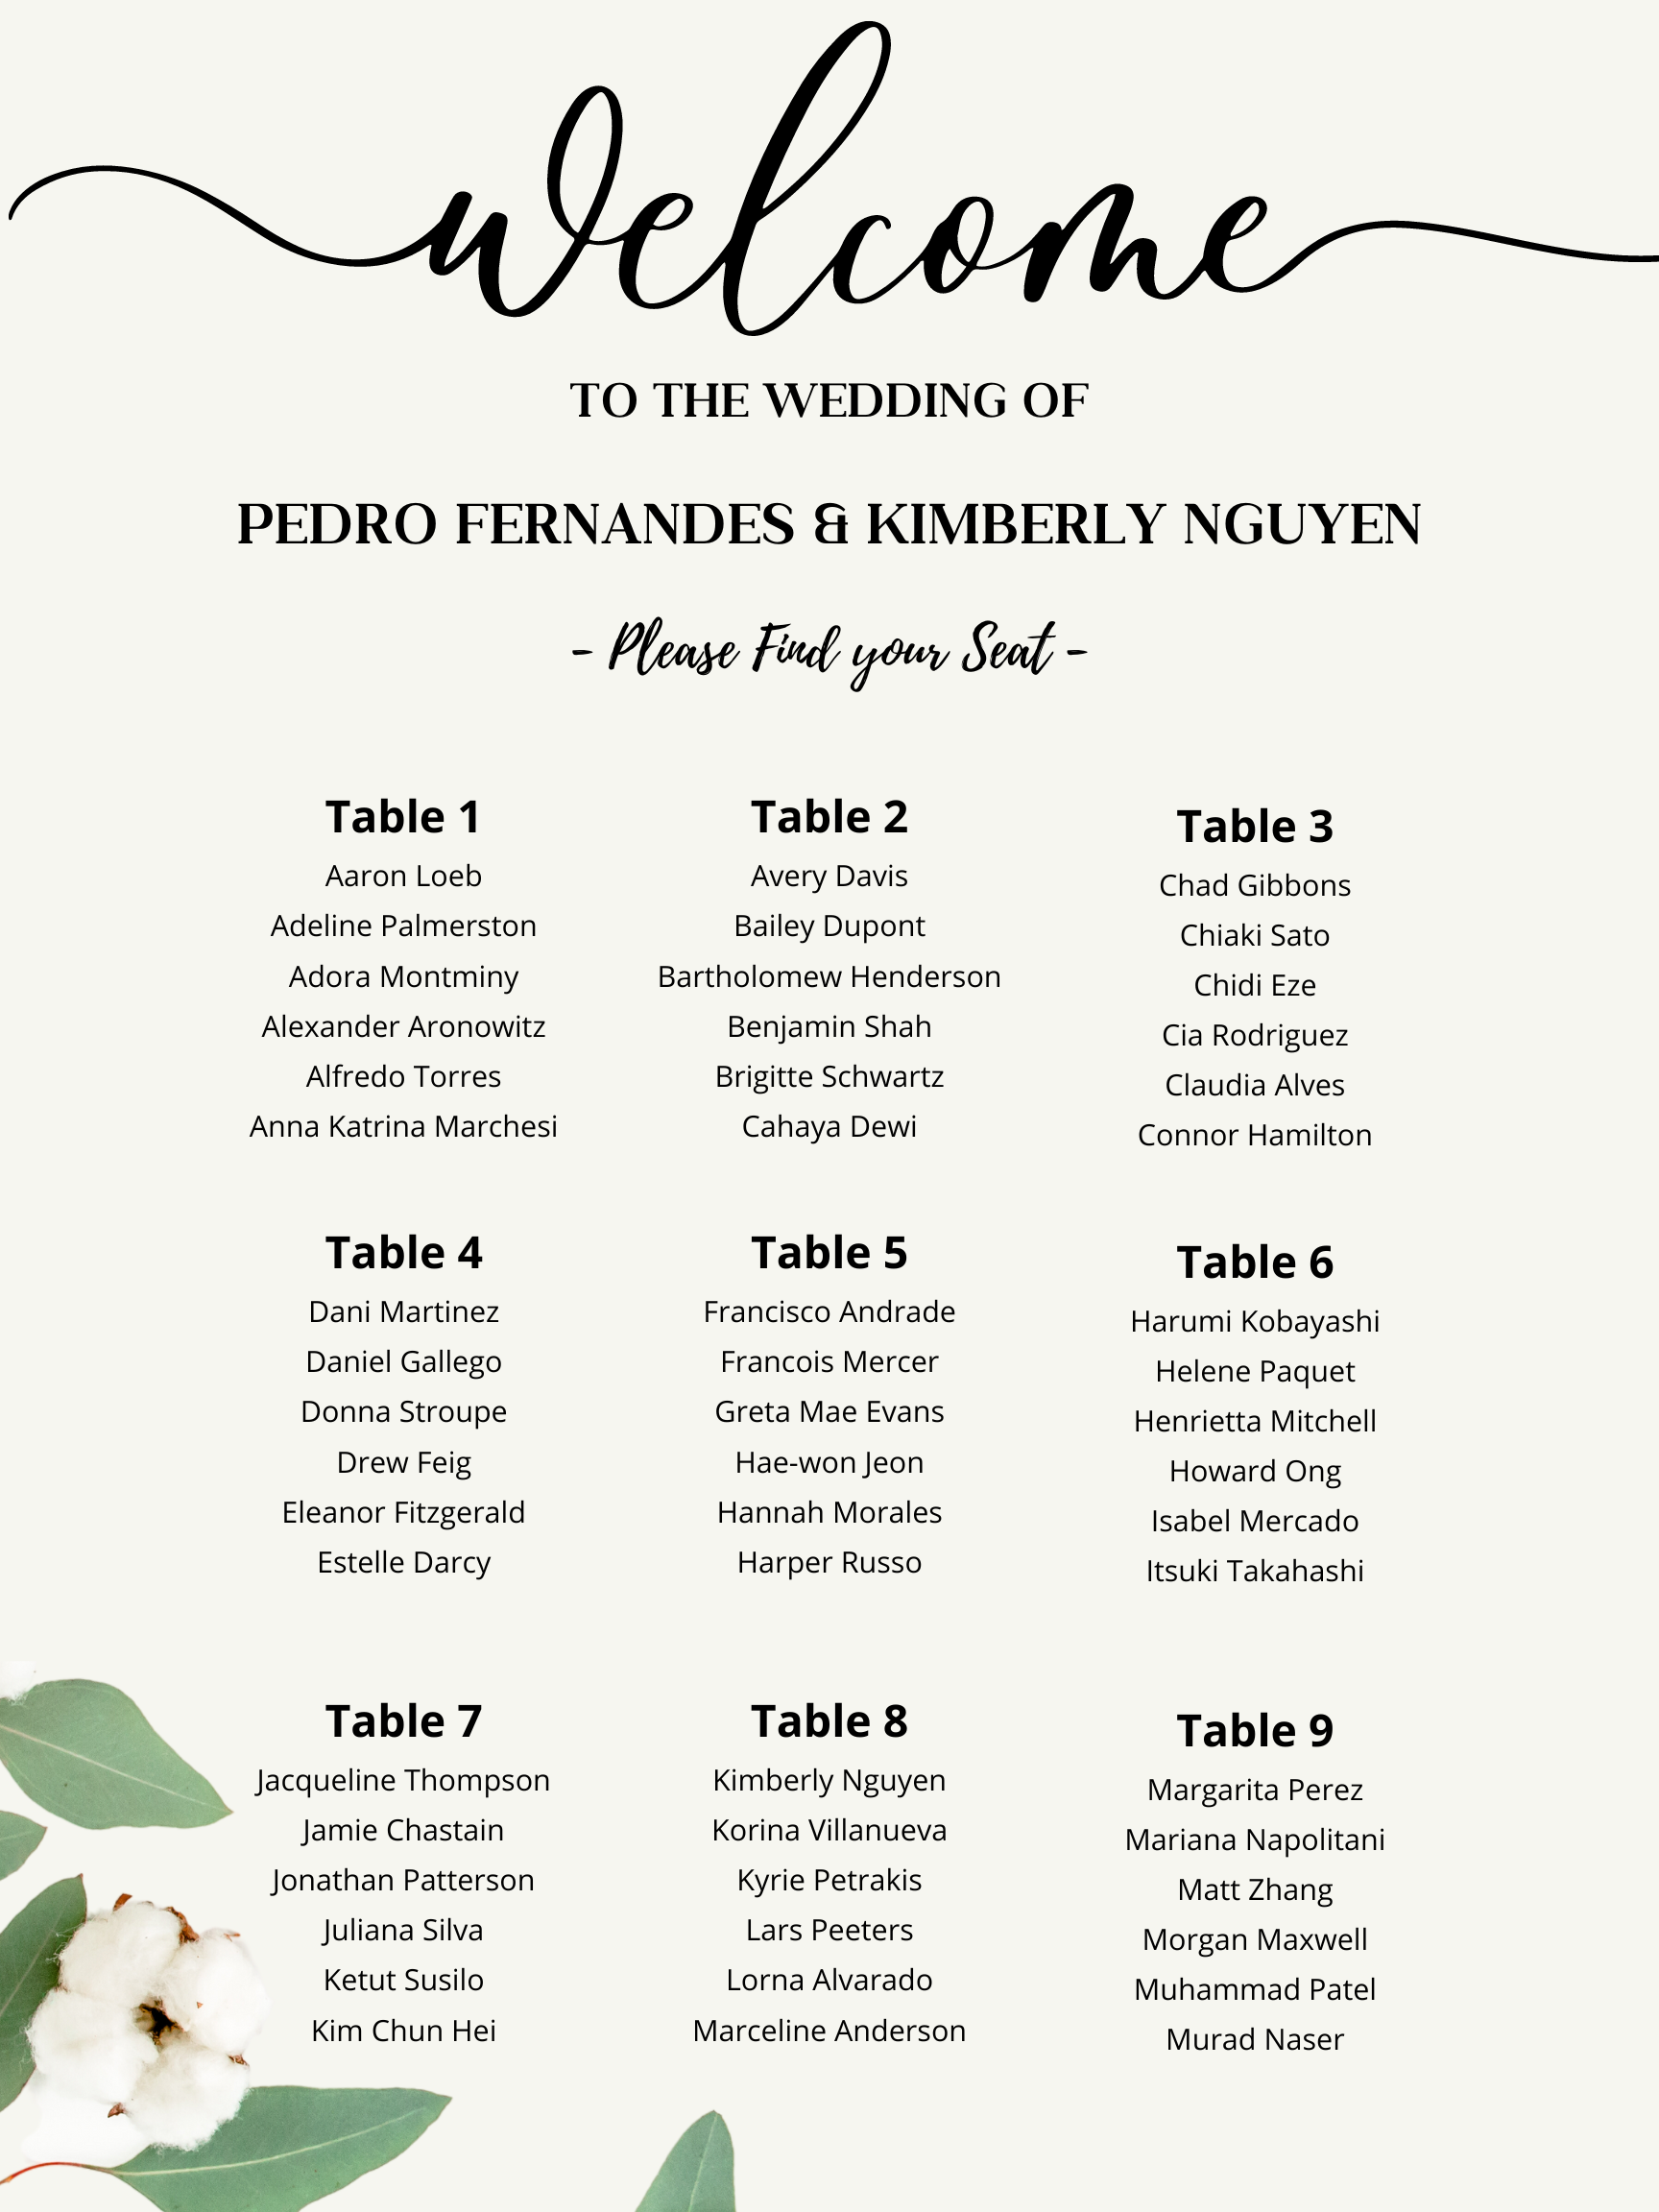 welcome
TO THE WEDDING OF
PEDRO FERNANDES & KIMBERLY NGUYEN
- Please Find your Seat -
Table 1
Aaron Loeb
Adeline Palmerston
Adora Montminy
Alexander Aronowitz
Alfredo Torres
Anna Katrina Marchesi
Table 2
Avery Davis
Bailey Dupont
Bartholomew Henderson
Benjamin Shah
Brigitte Schwartz
Cahaya Dewi
Table 3
Chad Gibbons
Chiaki Sato
Chidi Eze
Cia Rodriguez
Claudia Alves
Connor Hamilton
Table 4
Dani Martinez
Daniel Gallego
Donna Stroupe
Drew Feig
Eleanor Fitzgerald
Estelle Darcy
Table 5
Francisco Andrade
Francois Mercer
Greta Mae Evans
Hae-won Jeon
Hannah Morales
Harper Russo
Table 6
Harumi Kobayashi
Helene Paquet
Henrietta Mitchell
Howard Ong
Isabel Mercado
Itsuki Takahashi
Table 7
Jacqueline Thompson
Jamie Chastain
Jonathan Patterson
Juliana Silva
Ketut Susilo
Kim Chun Hei
Table 8
Kimberly Nguyen
Korina Villanueva
Kyrie Petrakis
Lars Peeters
Lorna Alvarado
Marceline Anderson
Table 9
Margarita Perez
Mariana Napolitani
Matt Zhang
Morgan Maxwell
Muhammad Patel
Murad Naser